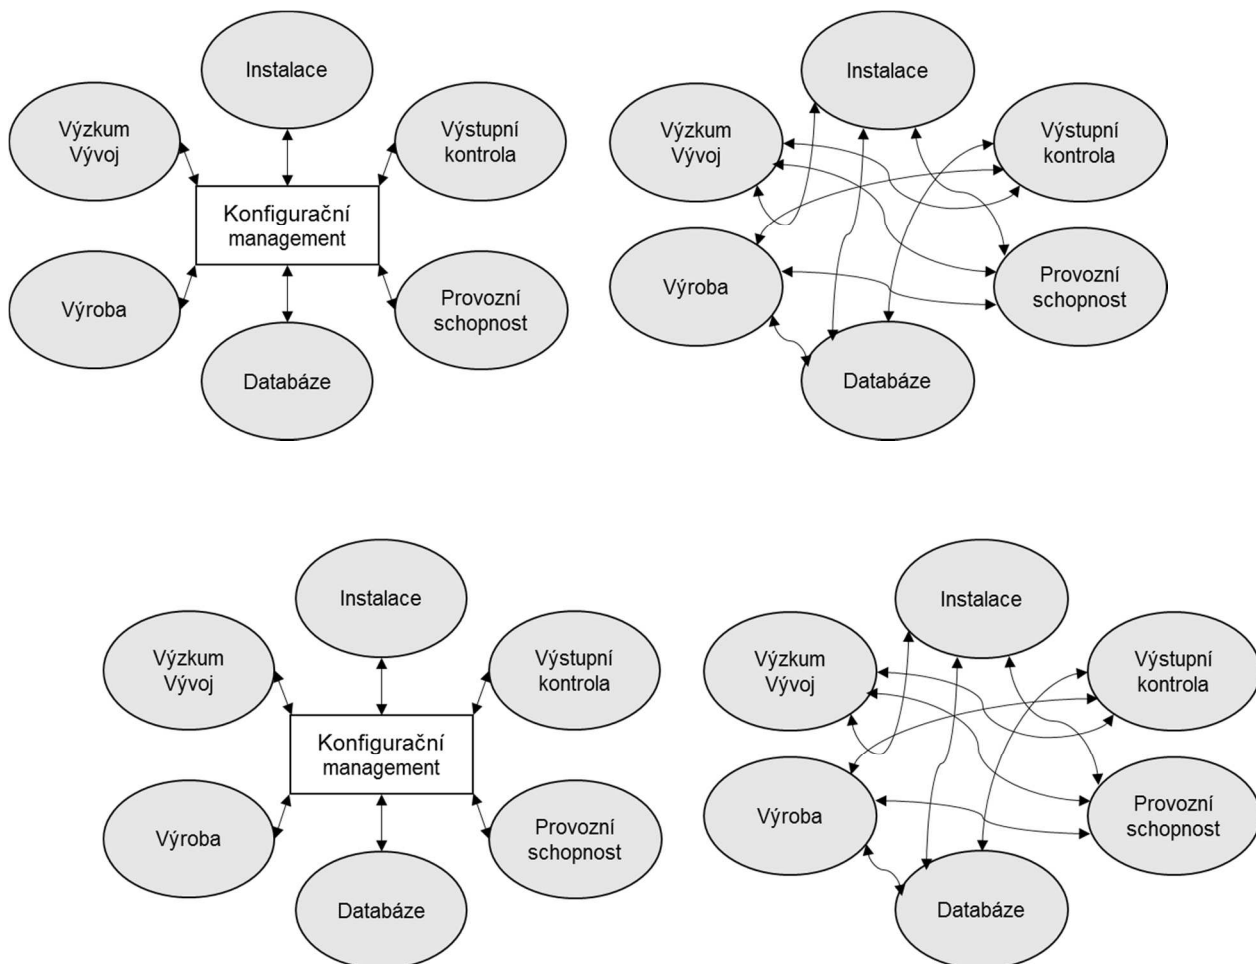 Instalace
Výzkum
Vývoj
Výstupní
kontrola
Konfigurační
management
Výroba
Provozní
schopnost
Databáze
Instalace
Výzkum
Vývoj
Výstupní
kontrola
Výroba
Provozní
schopnost
Databáze
Instalace
Výzkum
Vývoj
Výstupní
kontrola
Konfigurační
management
Výroba
Provozní
schopnost
Databáze
Instalace
Výzkum
Vývoj
Výstupní
kontrola
Výroba
Provozní
schopnost
Databáze